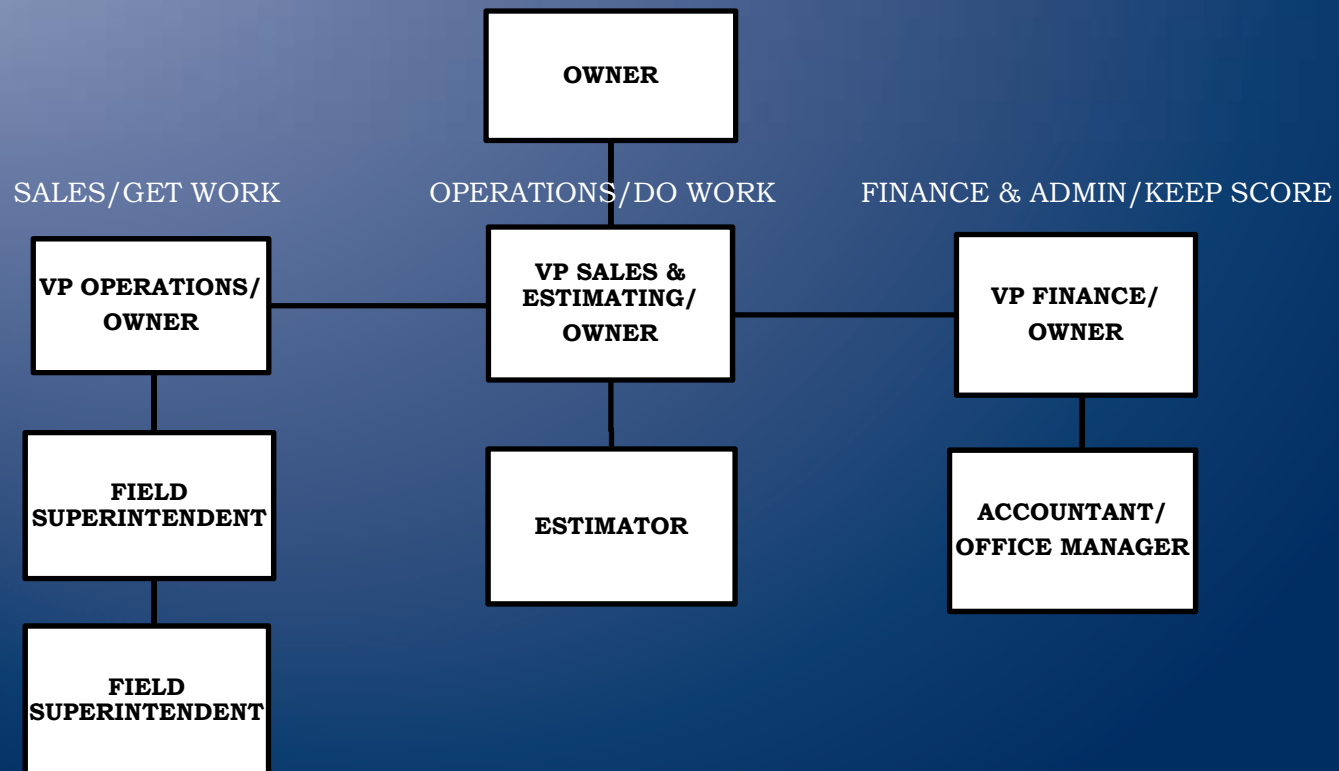 OWNER
SALES/GET WORK
OPERATIONS/DO WORK
FINANCE & ADMIN/KEEP SCORE
VP OPERATIONS/
OWNER
VP SALES &
ESTIMATING/
OWNER
VP FINANCE/
OWNER
FIELD
SUPERINTENDENT
ESTIMATOR
ACCOUNTANT/
OFFICE MANAGER
FIELD
SUPERINTENDENT